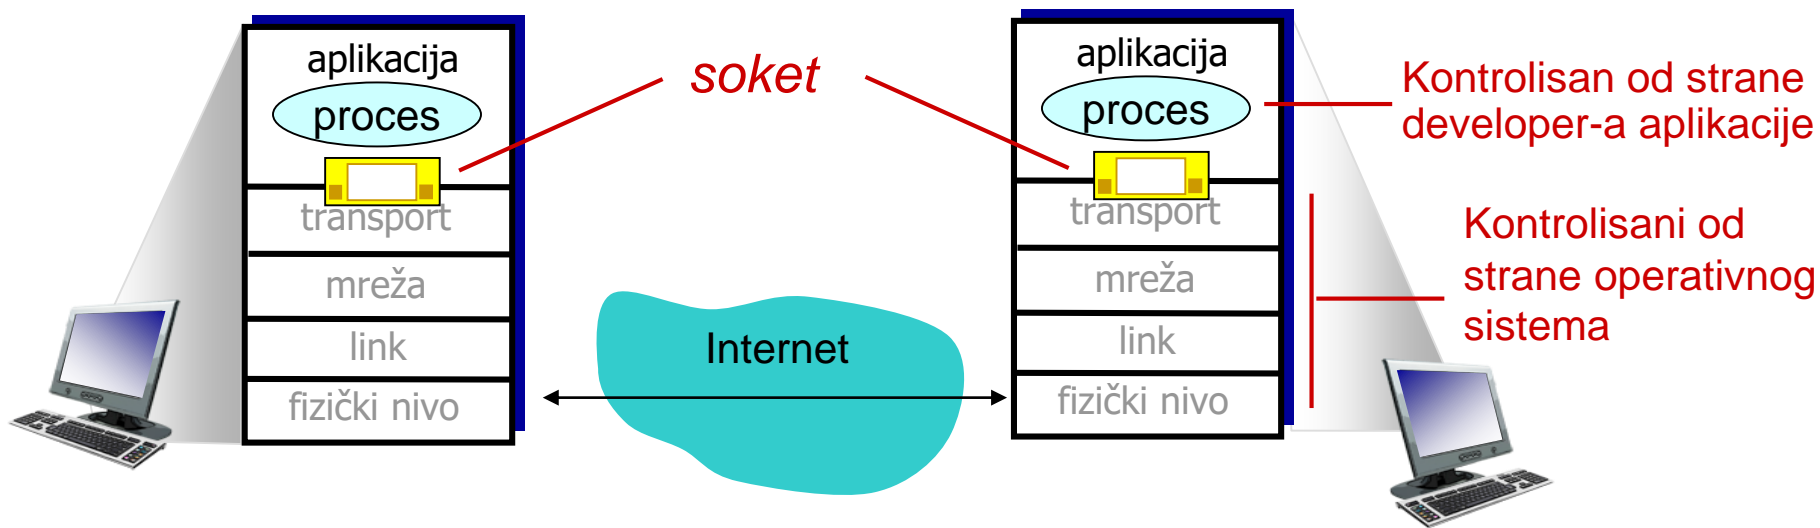 aplikacija
proces
transport
mreža
link
fizički nivo
soket
Internet
aplikacija
proces
transport
mreža
link
fizički nivo
Kontrolisan od strane
developer-a aplikacije
Kontrolisani od
strane operativnog
sistema